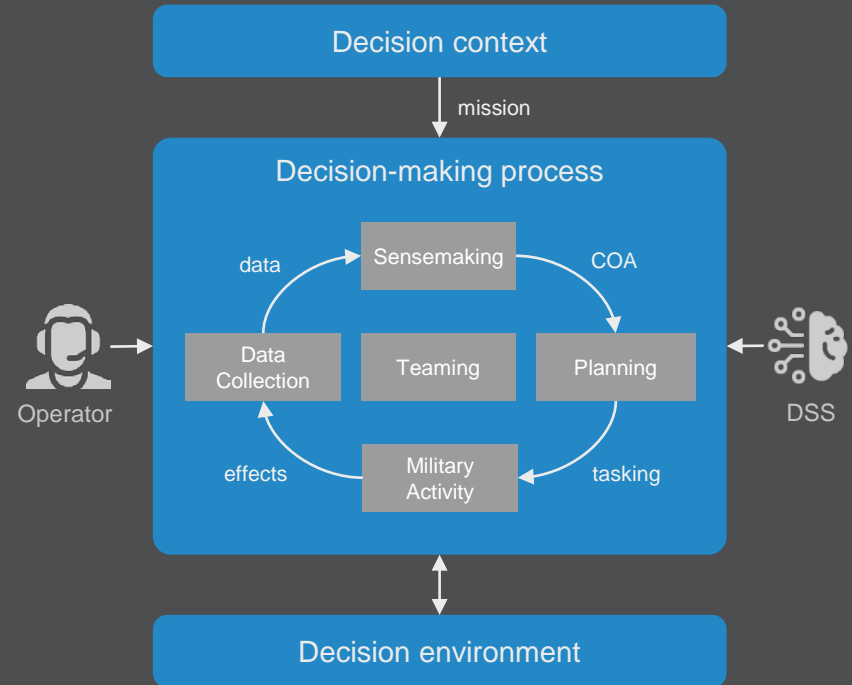 Decision context
mission
Decision-making process
Sensemaking
data
COA
Data
Collection
Teaming
Planning
Operator
DSS
Military
Activity
effects
tasking
Decision environment